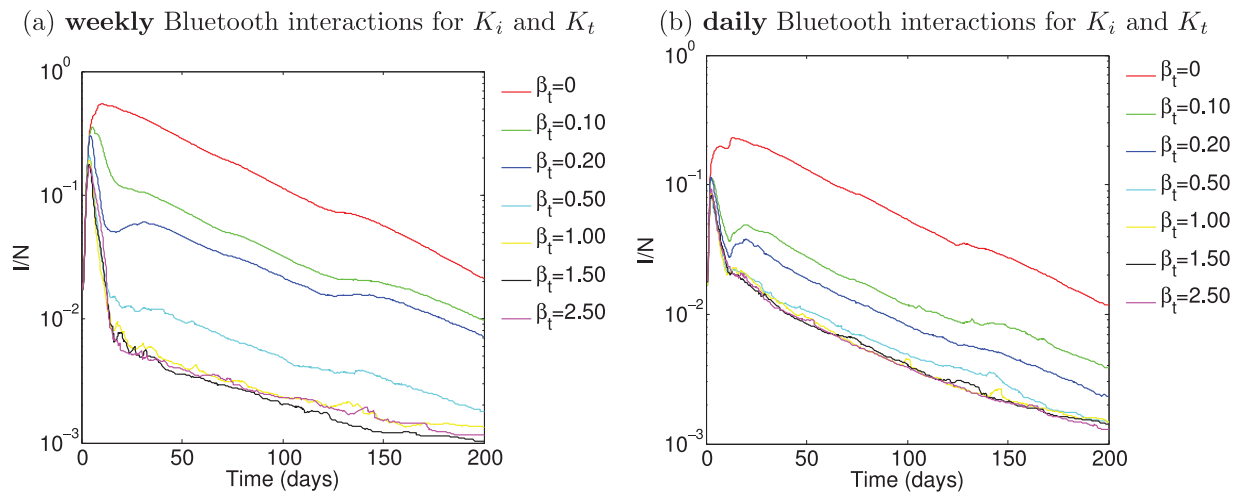 (a) weekly Bluetooth interactions for K_i and K_t
10^0
10^-1
10^-2
10^-3
I/N
0 50 100 150 200
Time (days)
β_t=0
β_t=0.10
β_t=0.20
β_t=0.50
β_t=1.00
β_t=1.50
β_t=2.50
(b) daily Bluetooth interactions for K_i and K_t
10^0
10^-1
10^-2
10^-3
I/N
0 50 100 150 200
Time (days)
β_t=0
β_t=0.10
β_t=0.20
β_t=0.50
β_t=1.00
β_t=1.50
β_t=2.50